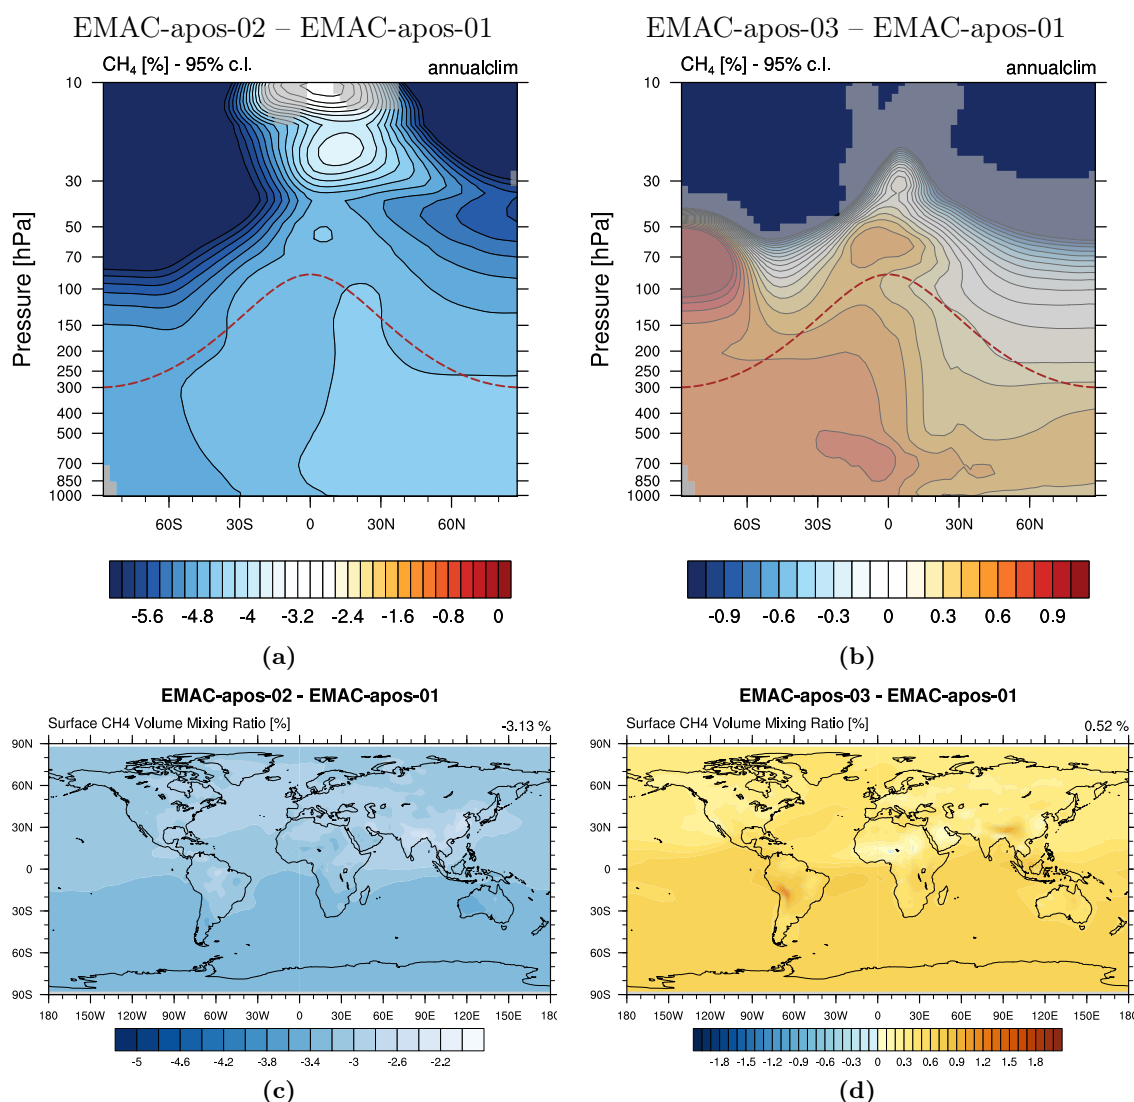 EMAC-apos-02 – EMAC-apos-01
CH4 [%] - 95% c.l. annualclim
Pressure [hPa]
10
30
50
70
100
150
200
250
300
400
500
700
850
1000
60S 30S 0 30N 60N
-5.6 -4.8 -4 -3.2 -2.4 -1.6 -0.8 0
(a)
EMAC-apos-03 – EMAC-apos-01
CH4 [%] - 95% c.l. annualclim
Pressure [hPa]
10
30
50
70
100
150
200
250
300
400
500
700
850
1000
60S 30S 0 30N 60N
-0.9 -0.6 -0.3 0 0.3 0.6 0.9
(b)
EMAC-apos-02 - EMAC-apos-01
Surface CH4 Volume Mixing Ratio [%] -3.13 %
90N
60N
30N
0
30S
60S
90S
180 150W 120W 90W 60W 30W 0 30E 60E 90E 120E 150E 180
-5 -4.6 -4.2 -3.8 -3.4 -3 -2.6 -2.2
(c)
EMAC-apos-03 - EMAC-apos-01
Surface CH4 Volume Mixing Ratio [%] 0.52 %
90N
60N
30N
0
30S
60S
90S
180 150W 120W 90W 60W 30W 0 30E 60E 90E 120E 150E 180
-1.8 -1.5 -1.2 -0.9 -0.6 -0.3 0 0.3 0.6 0.9 1.2 1.5 1.8
(d)